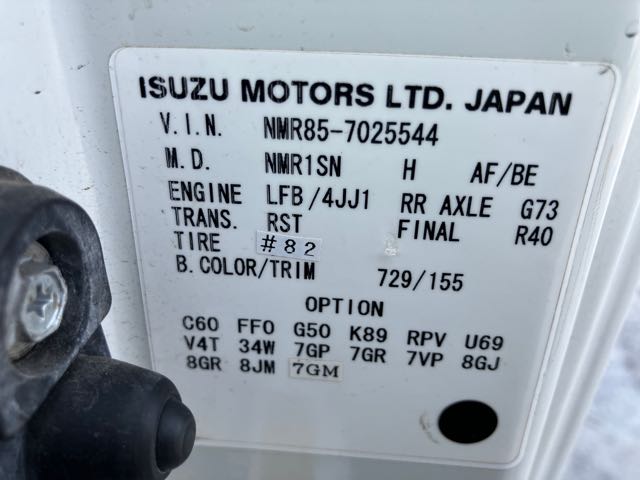 ISUZU MOTORS LTD. JAPAN
V.I.N. NMR85-7025544
M.D. NMR1SN H AF/BE
ENGINE LFB/4JJ1 RR AXLE G73
TRANS. RST FINAL R40
TIRE #82
B.COLOR/TRIM 729/155
OPTION
C60 FF0 G50 K89 RPV U69
V4T 34W 7GP 7GR 7VP 8GJ
8GR 8JM 7GM